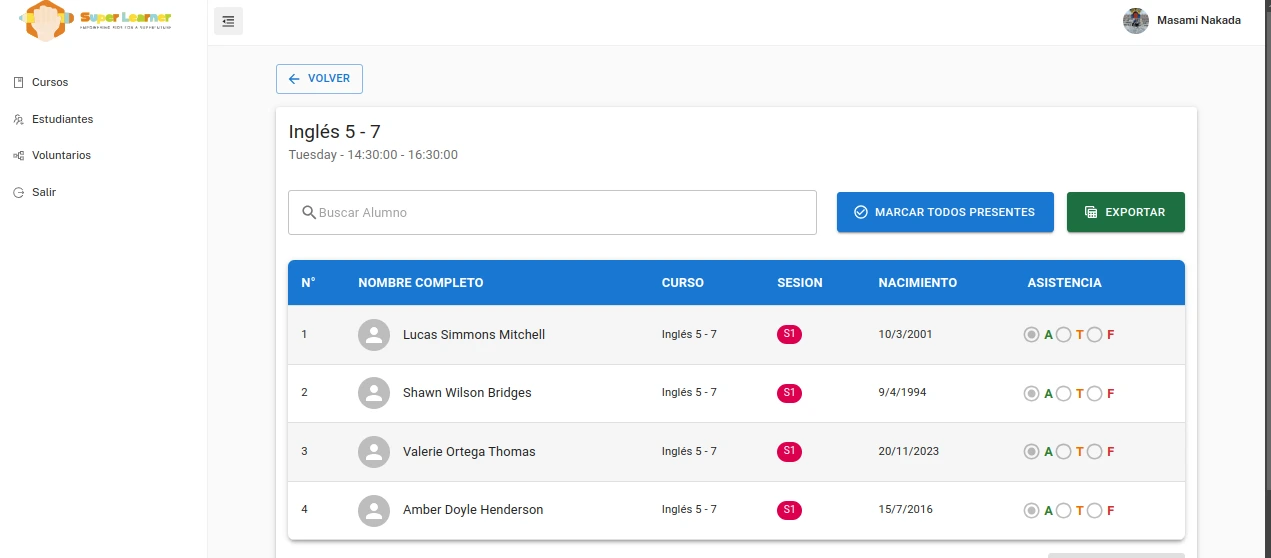 Super Learner
Masami Nakada
Cursos
Estudiantes
Voluntarios
Salir
VOLVER
Inglés 5 - 7
Tuesday - 14:30:00 - 16:30:00
Buscar Alumno
MARCAR TODOS PRESENTES
EXPORTAR
N° NOMBRE COMPLETO CURSO SESION NACIMIENTO ASISTENCIA
1 Lucas Simmons Mitchell Inglés 5 - 7 S1 10/3/2001 A T F
2 Shawn Wilson Bridges Inglés 5 - 7 S1 9/4/1994 A T F
3 Valerie Ortega Thomas Inglés 5 - 7 S1 20/11/2023 A T F
4 Amber Doyle Henderson Inglés 5 - 7 S1 15/7/2016 A T F